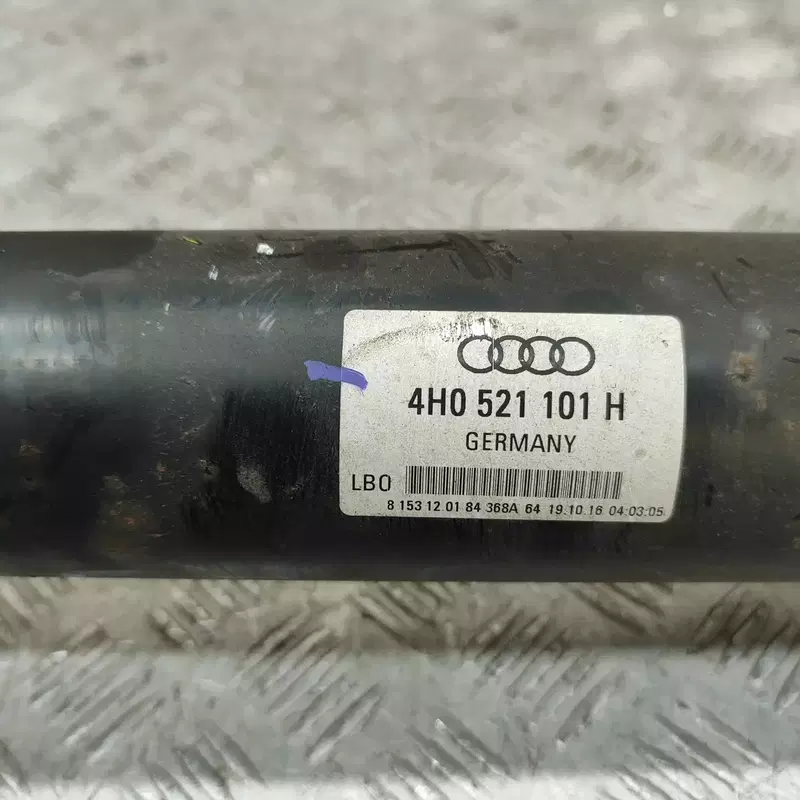 4H0 521 101 H
GERMANY
LBO
8 153 12 01 84 368A 64 19.10.16 04:03:05